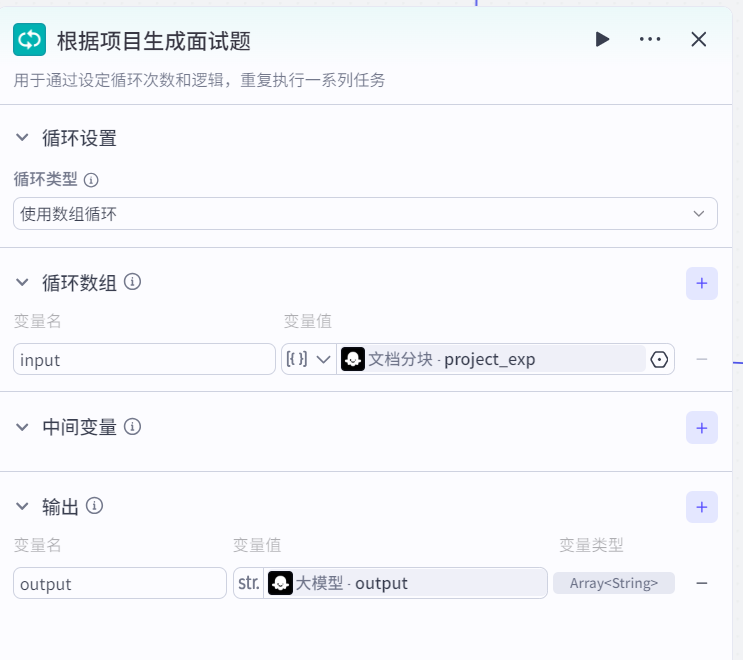 根据项目生成面试题
用于通过设定循环次数和逻辑，重复执行一系列任务
循环设置
循环类型
使用数组循环
循环数组
变量名 变量值
input [{ }] 文档分块 - project_exp
中间变量
输出
变量名 变量值 变量类型
output str. 大模型 - output Array<String>